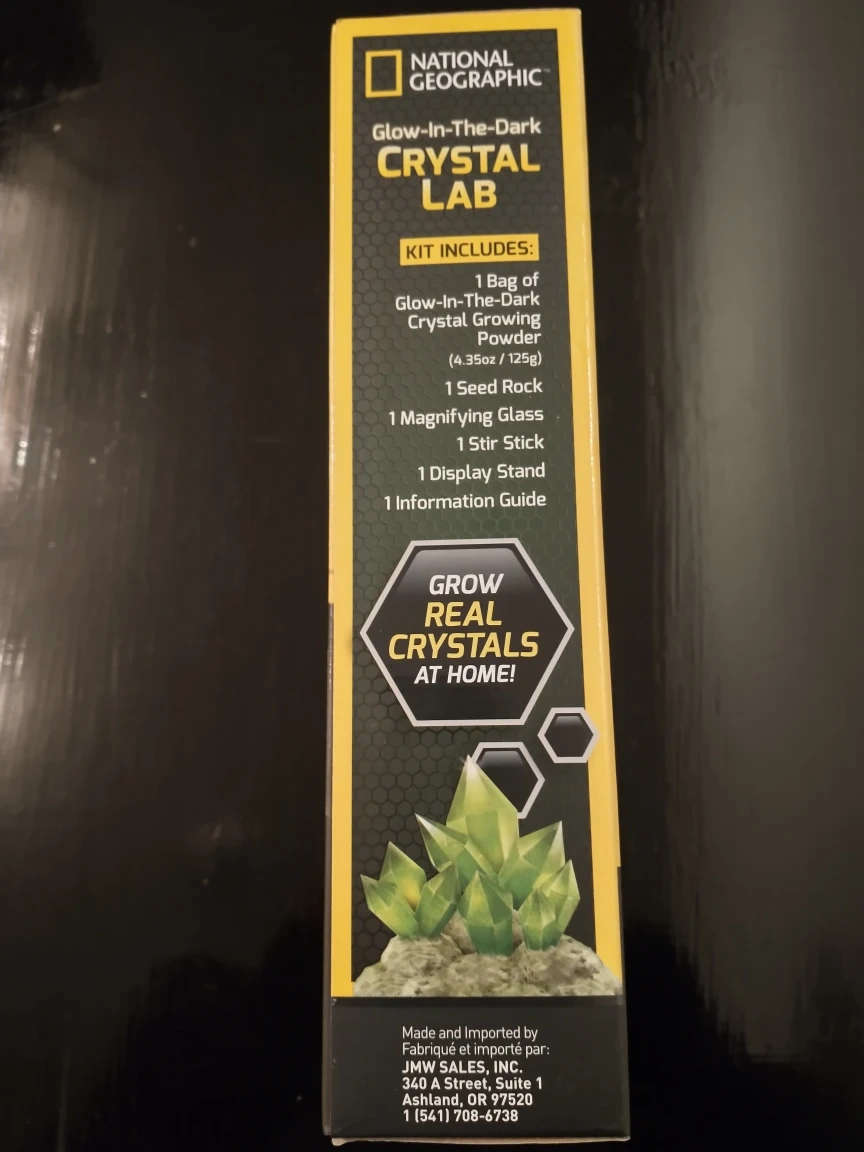 NATIONAL
GEOGRAPHIC™
Glow-In-The-Dark
CRYSTAL
LAB
KIT INCLUDES:
1 Bag of
Glow-In-The-Dark
Crystal Growing
Powder
(4.35oz / 125g)
1 Seed Rock
1 Magnifying Glass
1 Stir Stick
1 Display Stand
1 Information Guide
GROW
REAL
CRYSTALS
AT HOME!
Made and Imported by
Fabriqué et importé par:
JMW SALES, INC.
340 A Street, Suite 1
Ashland, OR 97520
1 (541) 708-6738